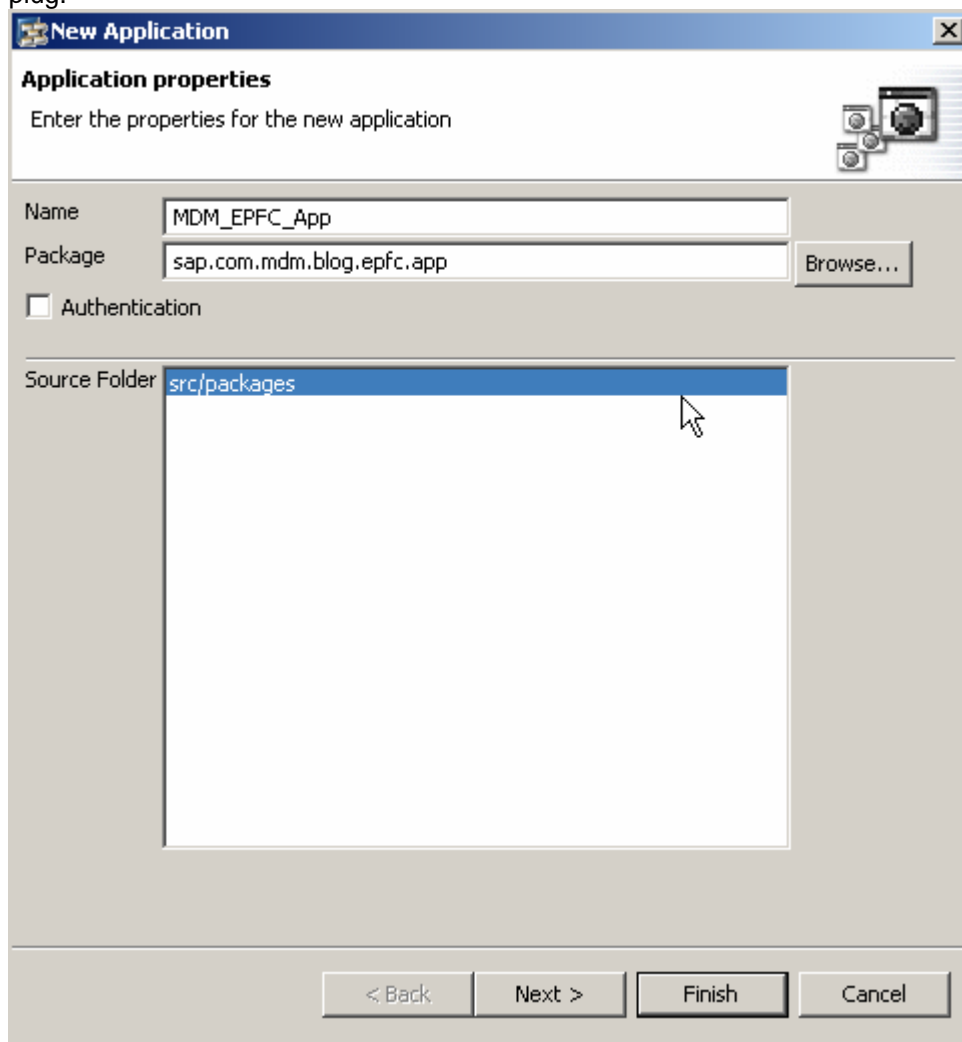 plug.
New Application
Application properties
Enter the properties for the new application
Name MDM_EPFC_App
Package sap.com.mdm.blog.epfc.app Browse...
Authentication
Source Folder src/packages
< Back Next > Finish Cancel